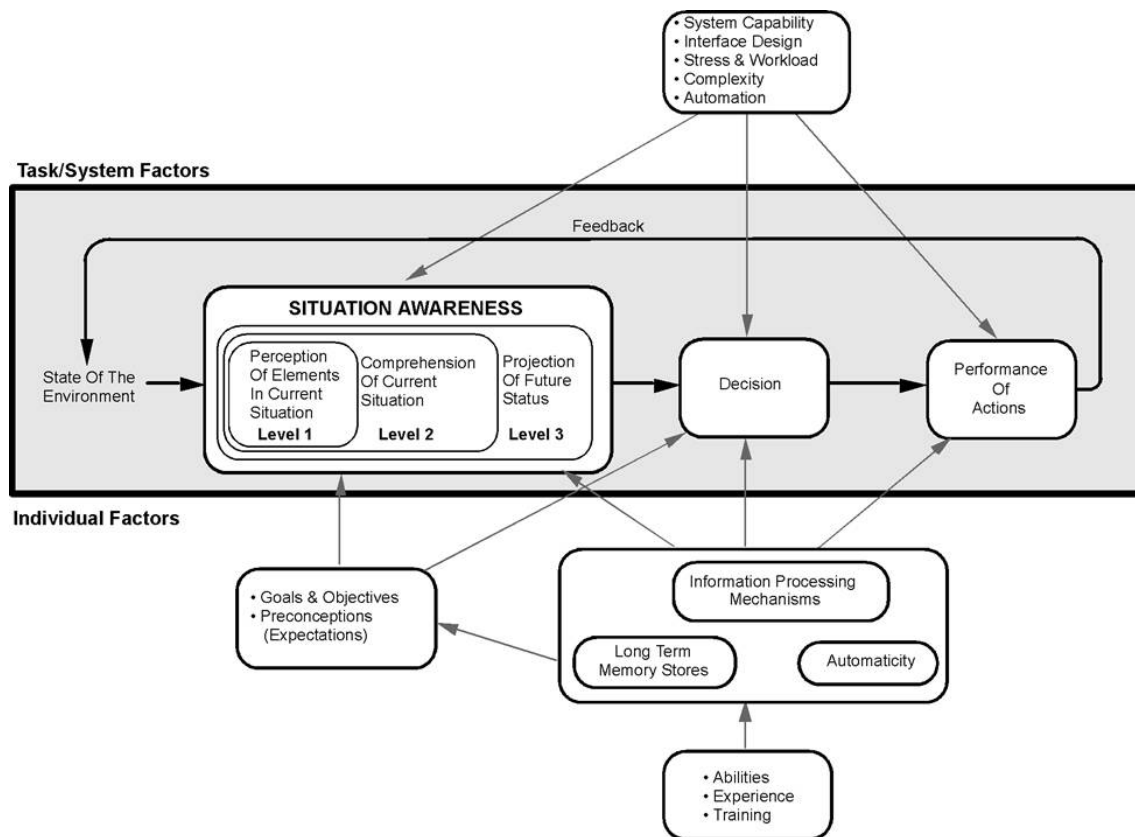 • System Capability
• Interface Design
• Stress & Workload
• Complexity
• Automation
Task/System Factors
Feedback
SITUATION AWARENESS
State Of The
Environment
Perception
Of Elements
In Current
Situation
Level 1
Comprehension
Of Current
Situation
Level 2
Projection
Of Future
Status
Level 3
Decision
Performance
Of
Actions
Individual Factors
• Goals & Objectives
• Preconceptions
(Expectations)
Information Processing
Mechanisms
Long Term
Memory Stores
Automaticity
• Abilities
• Experience
• Training